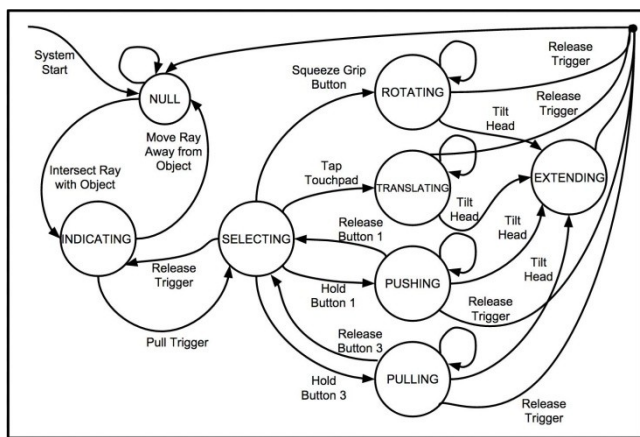 System
Start
NULL
Move Ray
Away from
Object
Intersect Ray
with Object
INDICATING
Release
Trigger
Pull Trigger
SELECTING
Squeeze Grip
Button
ROTATING
Release
Trigger
Tilt
Head
Release
Trigger
Tap
Touchpad
TRANSLATING
Tilt
Head
EXTENDING
Release
Button 1
Hold
Button 1
PUSHING
Tilt
Head
Tilt
Head
Release
Trigger
Release
Button 3
Hold
Button 3
PULLING
Release
Trigger